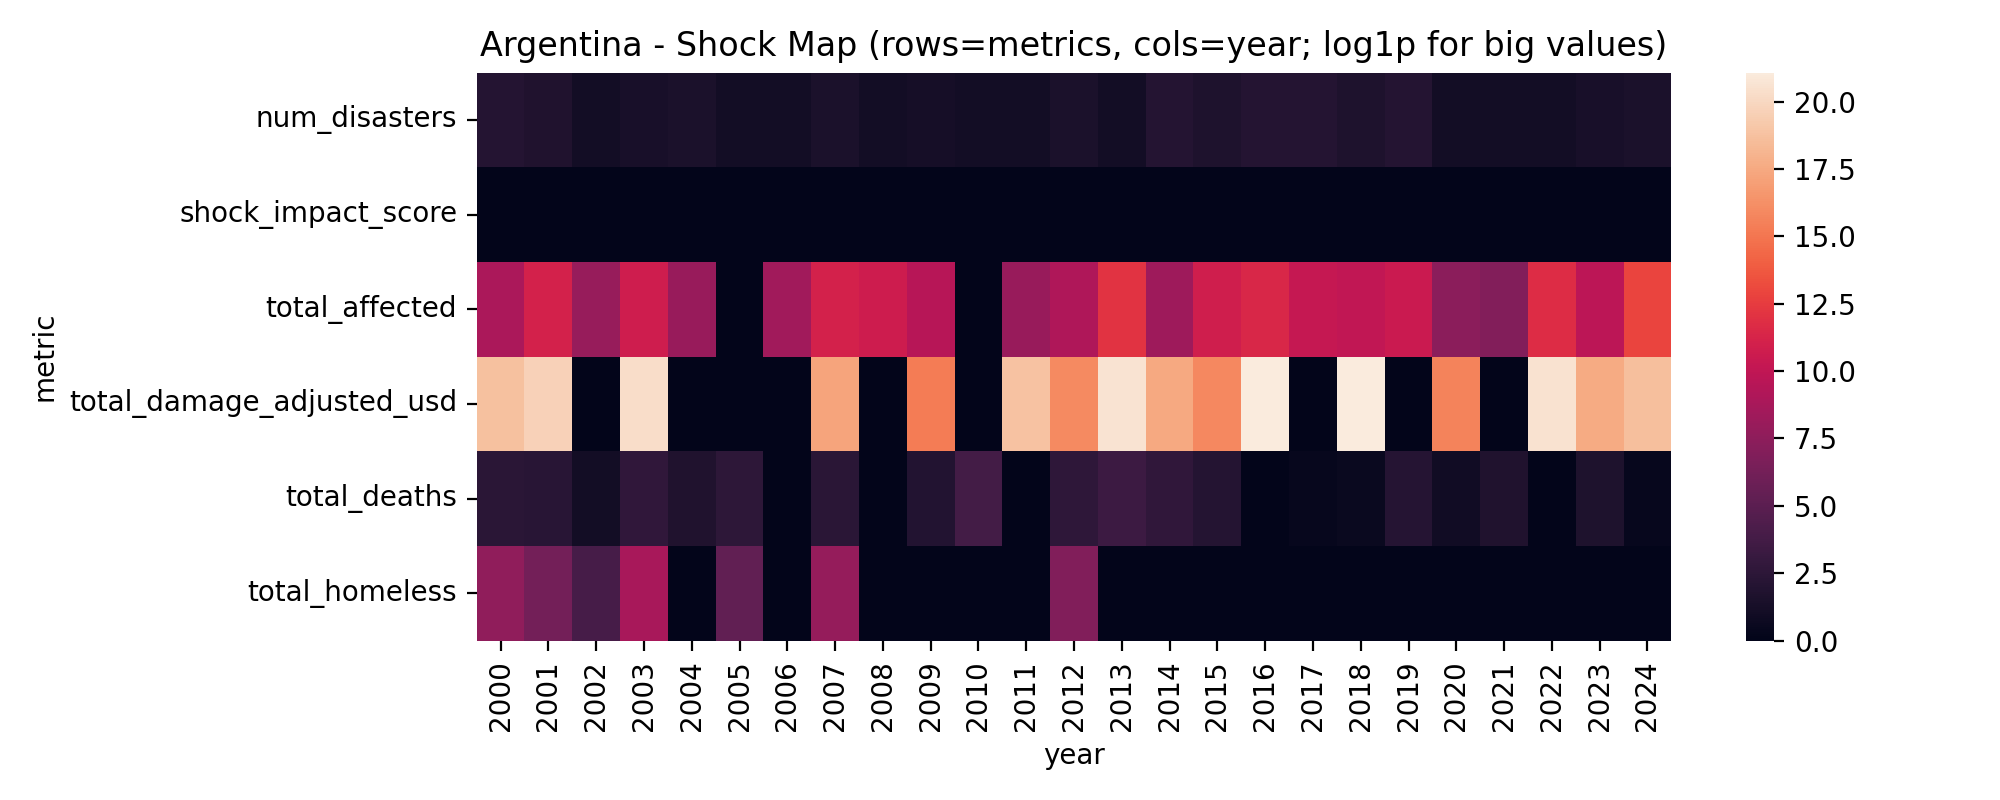 Argentina - Shock Map (rows=metrics, cols=year; log1p for big values)
metric
num_disasters
shock_impact_score
total_affected
total_damage_adjusted_usd
total_deaths
total_homeless
2000 2001 2002 2003 2004 2005 2006 2007 2008 2009 2010 2011 2012 2013 2014 2015 2016 2017 2018 2019 2020 2021 2022 2023 2024
year
20.0
17.5
15.0
12.5
10.0
7.5
5.0
2.5
0.0